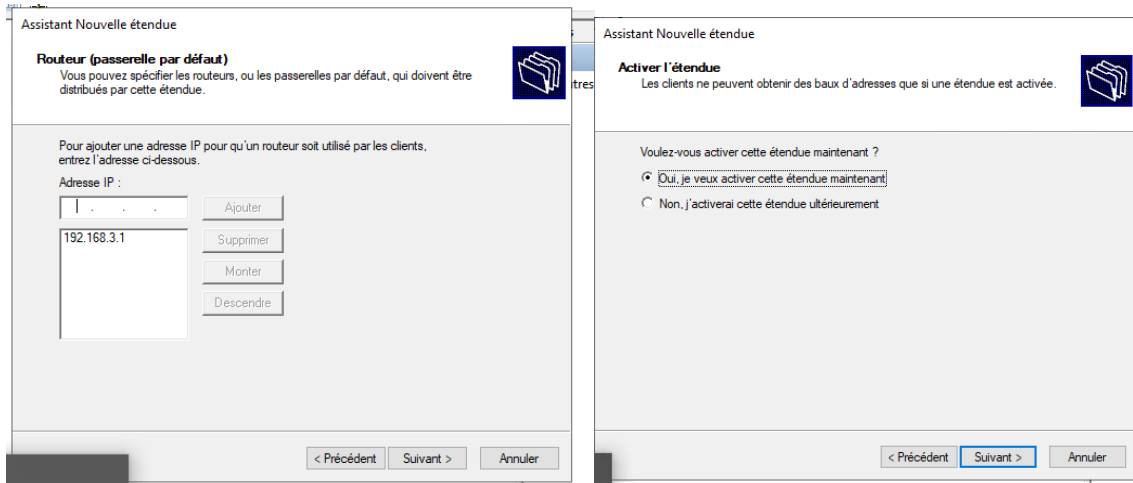 Assistant Nouvelle étendue
Routeur (passerelle par défaut)
Vous pouvez spécifier les routeurs, ou les passerelles par défaut, qui doivent être
distribués par cette étendue.
Pour ajouter une adresse IP pour qu'un routeur soit utilisé par les clients,
entrez l'adresse ci-dessous.
Adresse IP :
. . .
Ajouter
192.168.3.1
Supprimer
Monter
Descendre
< Précédent
Suivant >
Annuler
tres
Assistant Nouvelle étendue
Activer l'étendue
Les clients ne peuvent obtenir des baux d'adresses que si une étendue est activée.
Voulez-vous activer cette étendue maintenant ?
Oui, je veux activer cette étendue maintenant
Non, j'activerai cette étendue ultérieurement
< Précédent
Suivant >
Annuler